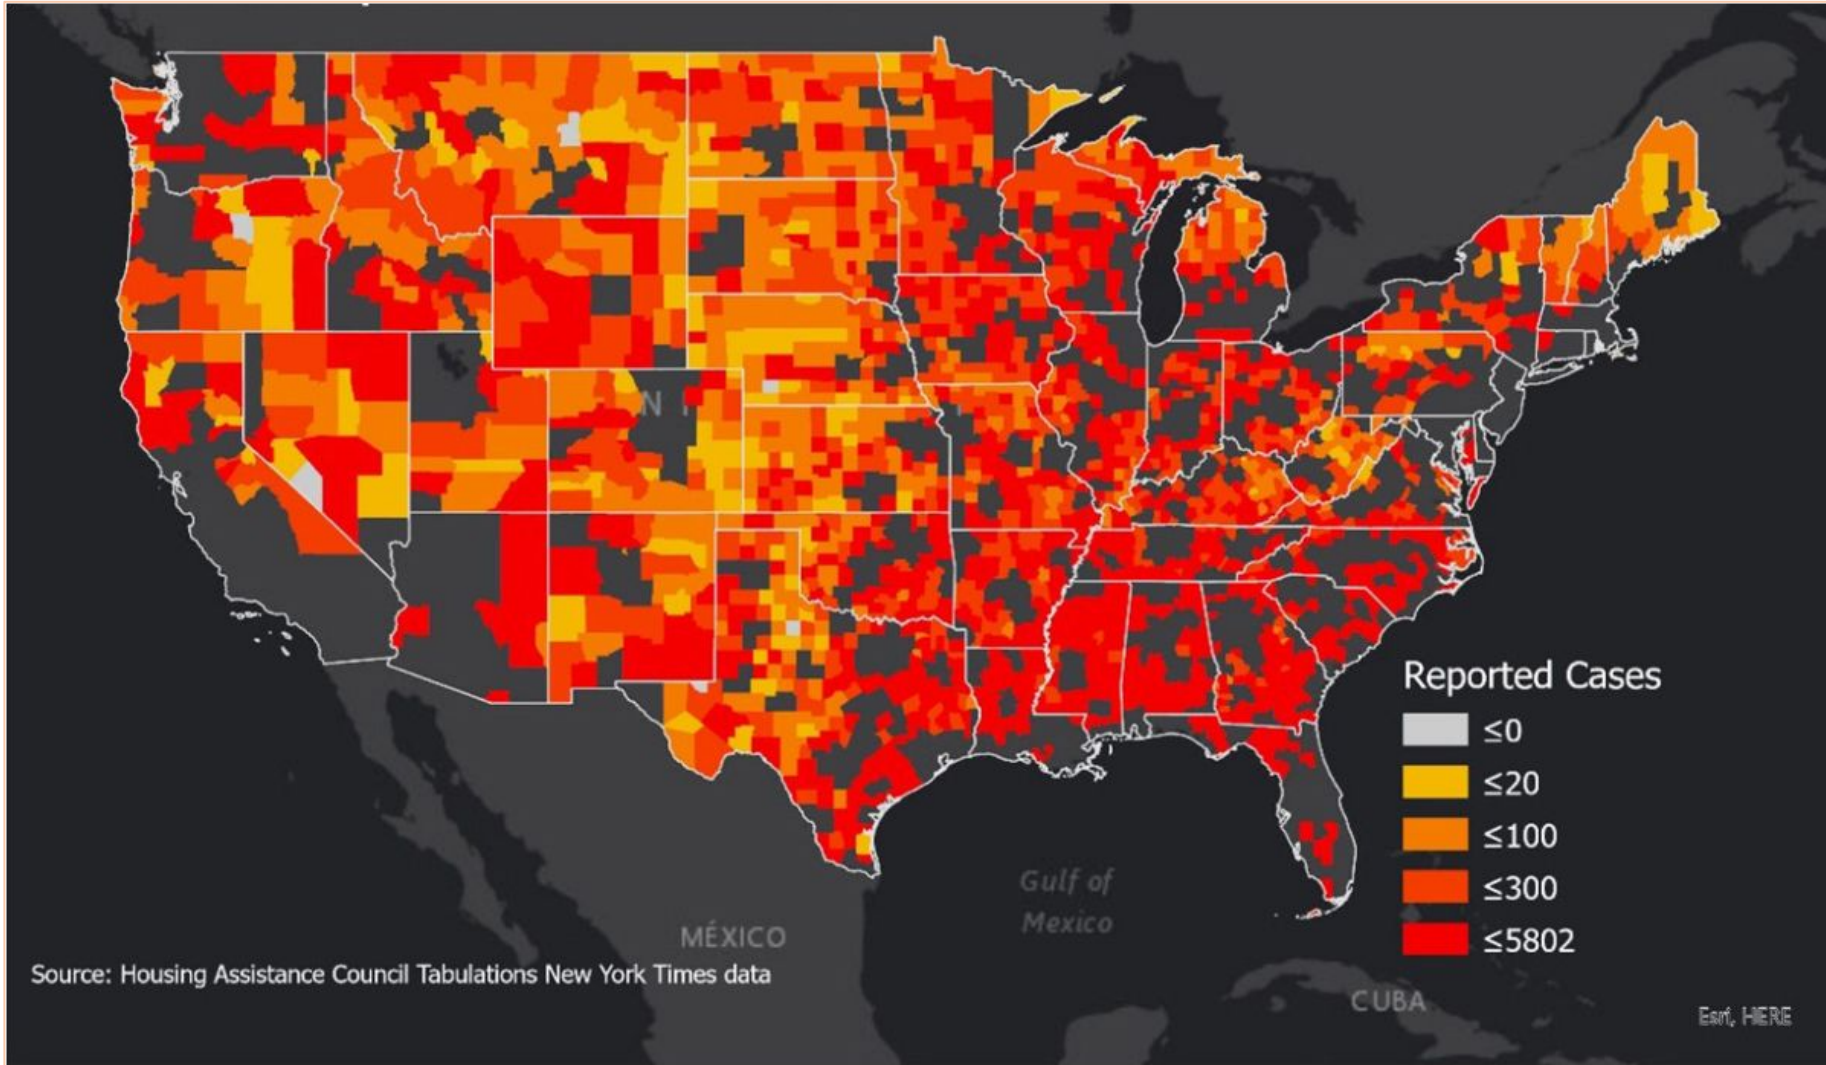 N
Reported Cases
≤0
≤20
≤100
≤300
≤5802
Gulf of
Mexico
MÉXICO
Source: Housing Assistance Council Tabulations New York Times data
CUBA
Esri, HERE